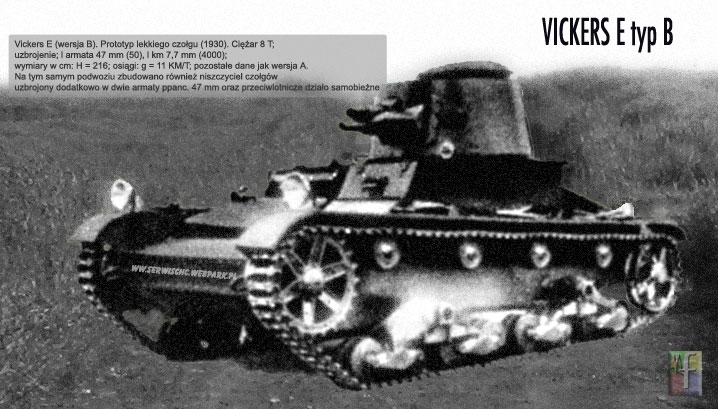 VICKERS E typ B
Vickers E (wersja B). Prototyp lekkiego czołgu (1930). Ciężar 8 T;
uzbrojenie; I armata 47 mm (50), I km 7,7 mm (4000);
wymiary w cm: H = 216; osiągi: g = 11 KM/T; pozostałe dane jak wersja A.
Na tym samym podwoziu zbudowano również niszczyciel czołgów
uzbrojony dodatkowo w dwie armaty ppanc. 47 mm oraz przeciwlotnicze działo samobieżne
WW.SERWISCHC.WEBPARK.PL
f